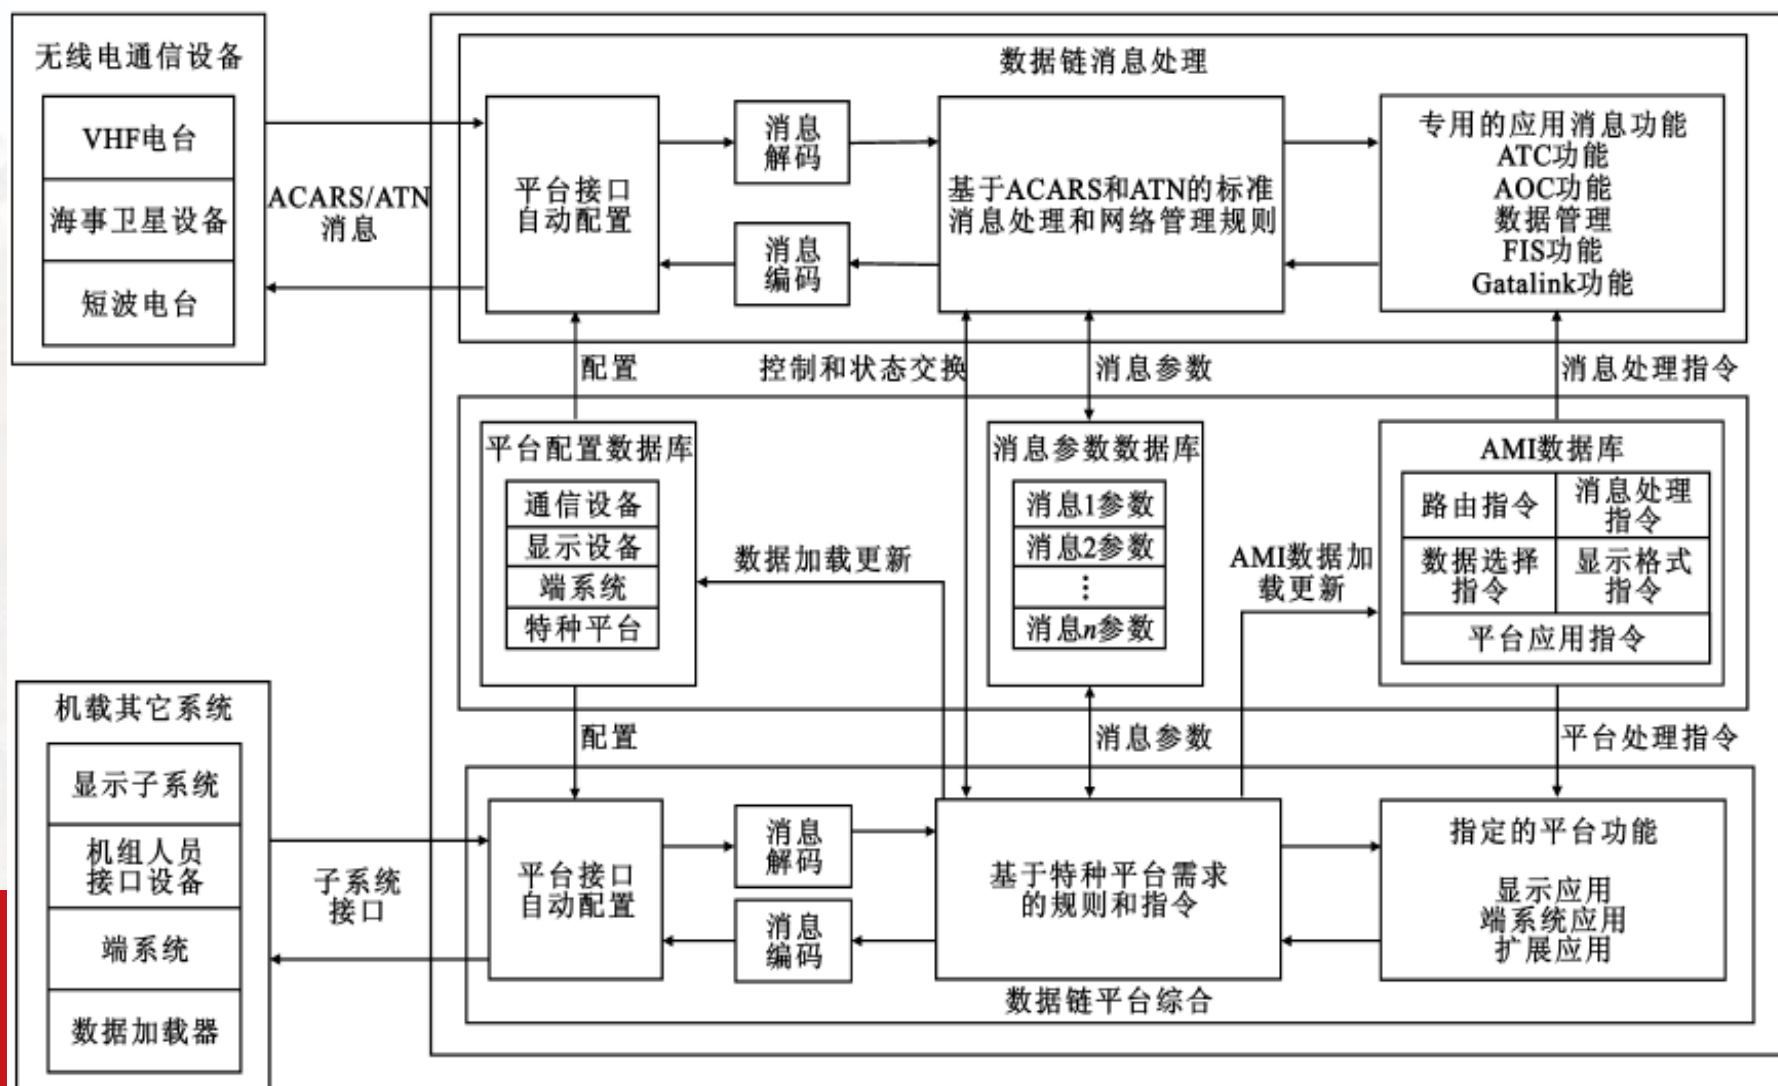 无线电通信设备
VHF电台
海事卫星设备
短波电台
ACARS/ATN
消息
数据链消息处理
平台接口
自动配置
消息
解码
消息
编码
基于ACARS和ATN的标准
消息处理和网络管理规则
专用的应用消息功能
ATC功能
AOC功能
数据管理
FIS功能
Gatalink功能
配置
控制和状态交换
消息参数
消息处理指令
平台配置数据库
通信设备
显示设备
端系统
特种平台
数据加载更新
消息参数数据库
消息1参数
消息2参数
⋮
消息n参数
AMI数据加
载更新
AMI数据库
路由指令
消息处理
指令
数据选择
指令
显示格式
指令
平台应用指令
配置
消息参数
平台处理指令
机载其它系统
显示子系统
机组人员
接口设备
端系统
数据加载器
子系统
接口
平台接口
自动配置
消息
解码
消息
编码
基于特种平台需求
的规则和指令
指定的平台功能
显示应用
端系统应用
扩展应用
数据链平台综合